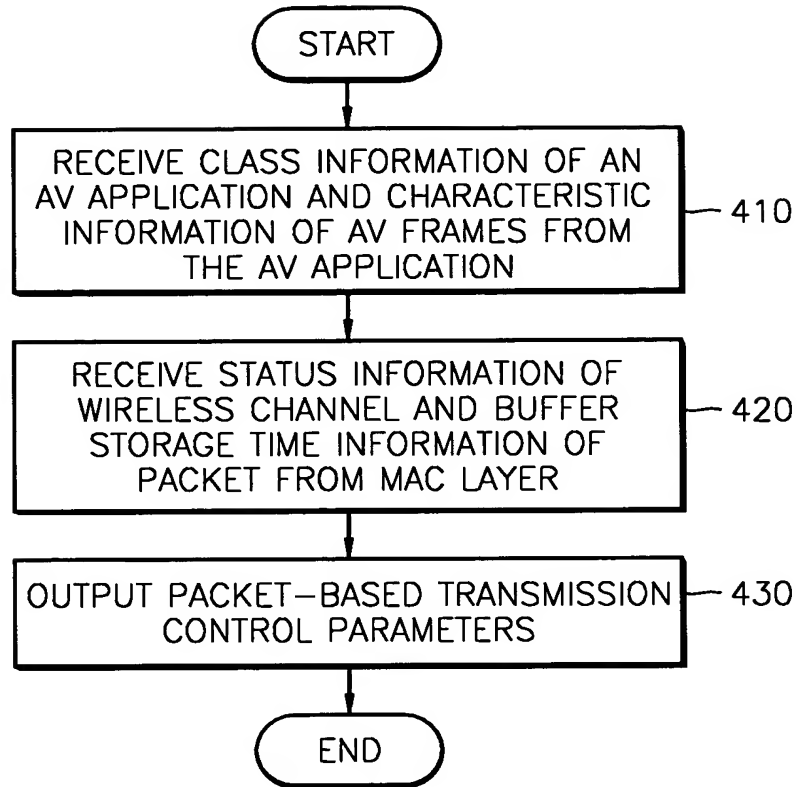 START
RECEIVE CLASS INFORMATION OF AN
AV APPLICATION AND CHARACTERISTIC
INFORMATION OF AV FRAMES FROM
THE AV APPLICATION
410
RECEIVE STATUS INFORMATION OF
WIRELESS CHANNEL AND BUFFER
STORAGE TIME INFORMATION OF
PACKET FROM MAC LAYER
420
OUTPUT PACKET-BASED TRANSMISSION
CONTROL PARAMETERS
430
END